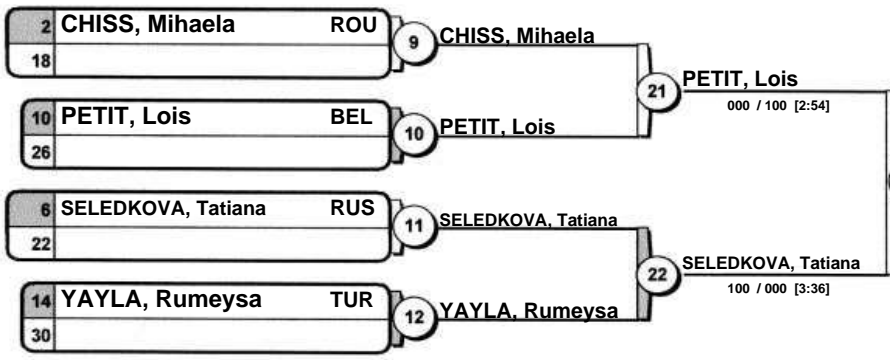 2 CHISS, Mihaela ROU
18
9 CHISS, Mihaela
10 PETIT, Lois BEL
26
10 PETIT, Lois
21 PETIT, Lois
000 / 100 [2:54]
6 SELEDKOVA, Tatiana RUS
22
11 SELEDKOVA, Tatiana
14 YAYLA, Rumeysa TUR
30
12 YAYLA, Rumeysa
22 SELEDKOVA, Tatiana
100 / 000 [3:36]